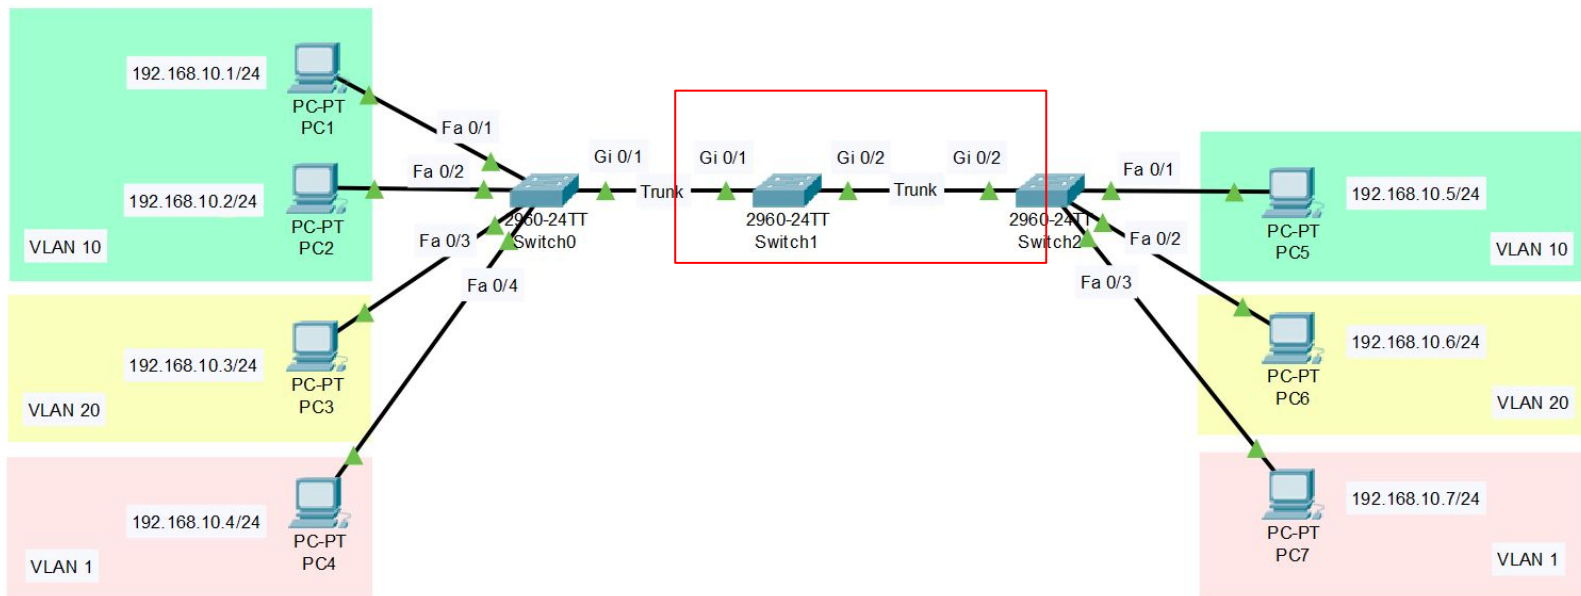 192.168.10.1/24
PC-PT
PC1
Fa 0/1
192.168.10.2/24
PC-PT
PC2
Fa 0/2
VLAN 10
Fa 0/3
Fa 0/4
192.168.10.3/24
PC-PT
PC3
VLAN 20
192.168.10.4/24
PC-PT
PC4
VLAN 1
2960-24TT
Switch0
Gi 0/1
Trunk
Gi 0/1
2960-24TT
Switch1
Gi 0/2
Trunk
Gi 0/2
2960-24TT
Switch2
Fa 0/1
Fa 0/2
Fa 0/3
192.168.10.5/24
PC-PT
PC5
VLAN 10
192.168.10.6/24
PC-PT
PC6
VLAN 20
192.168.10.7/24
PC-PT
PC7
VLAN 1